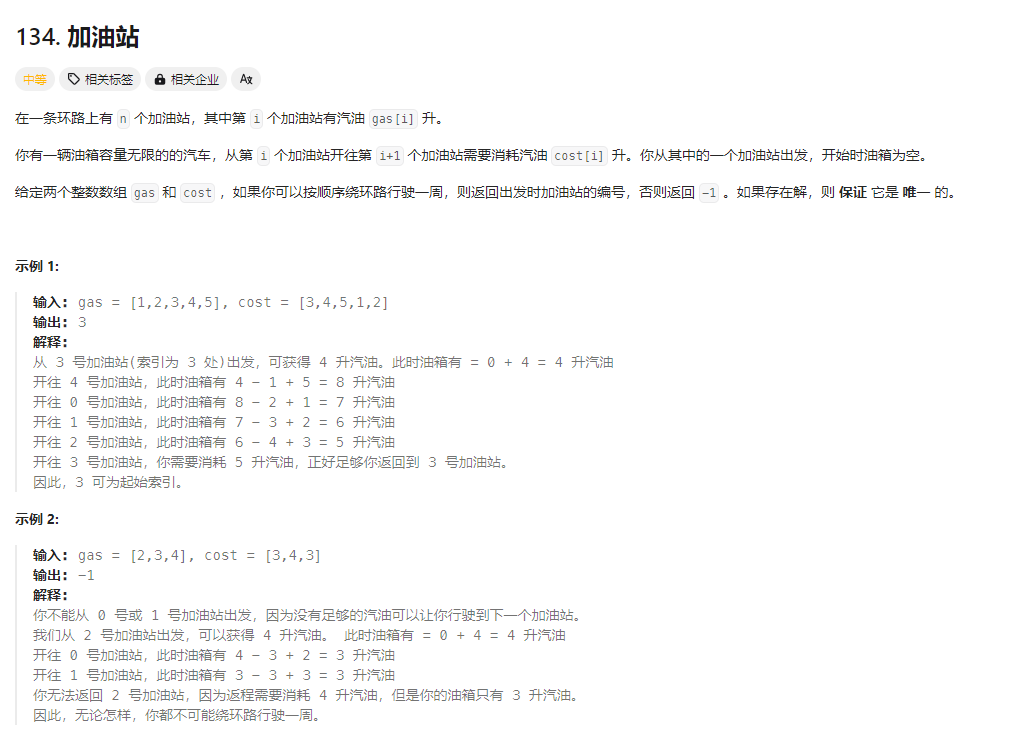 134. 加油站
中等 相关标签 相关企业 Aな
在一条环路上有 n 个加油站，其中第 i 个加油站有汽油 gas[i] 升。
你有一辆油箱容量无限的的汽车，从第 i 个加油站开往第 i+1 个加油站需要消耗汽油 cost[i] 升。你从其中的一个加油站出发，开始时油箱为空。
给定两个整数数组 gas 和 cost ，如果你可以按顺序绕环路行驶一周，则返回出发时加油站的编号，否则返回 -1 。如果存在解，则 保证 它是 唯一 的。
示例 1:
输入: gas = [1,2,3,4,5], cost = [3,4,5,1,2]
输出: 3
解释:
从 3 号加油站(索引为 3 处)出发，可获得 4 升汽油。此时油箱有 = 0 + 4 = 4 升汽油
开往 4 号加油站，此时油箱有 4 - 1 + 5 = 8 升汽油
开往 0 号加油站，此时油箱有 8 - 2 + 1 = 7 升汽油
开往 1 号加油站，此时油箱有 7 - 3 + 2 = 6 升汽油
开往 2 号加油站，此时油箱有 6 - 4 + 3 = 5 升汽油
开往 3 号加油站，你需要消耗 5 升汽油，正好足够你返回到 3 号加油站。
因此，3 可为起始索引。
示例 2:
输入: gas = [2,3,4], cost = [3,4,3]
输出: -1
解释:
你不能从 0 号或 1 号加油站出发，因为没有足够的汽油可以让你行驶到下一个加油站。
我们从 2 号加油站出发，可以获得 4 升汽油。 此时油箱有 = 0 + 4 = 4 升汽油
开往 0 号加油站，此时油箱有 4 - 3 + 2 = 3 升汽油
开往 1 号加油站，此时油箱有 3 - 3 + 3 = 3 升汽油
你无法返回 2 号加油站，因为返程需要消耗 4 升汽油，但是你的油箱只有 3 升汽油。
因此，无论怎样，你都不可能绕环路行驶一周。